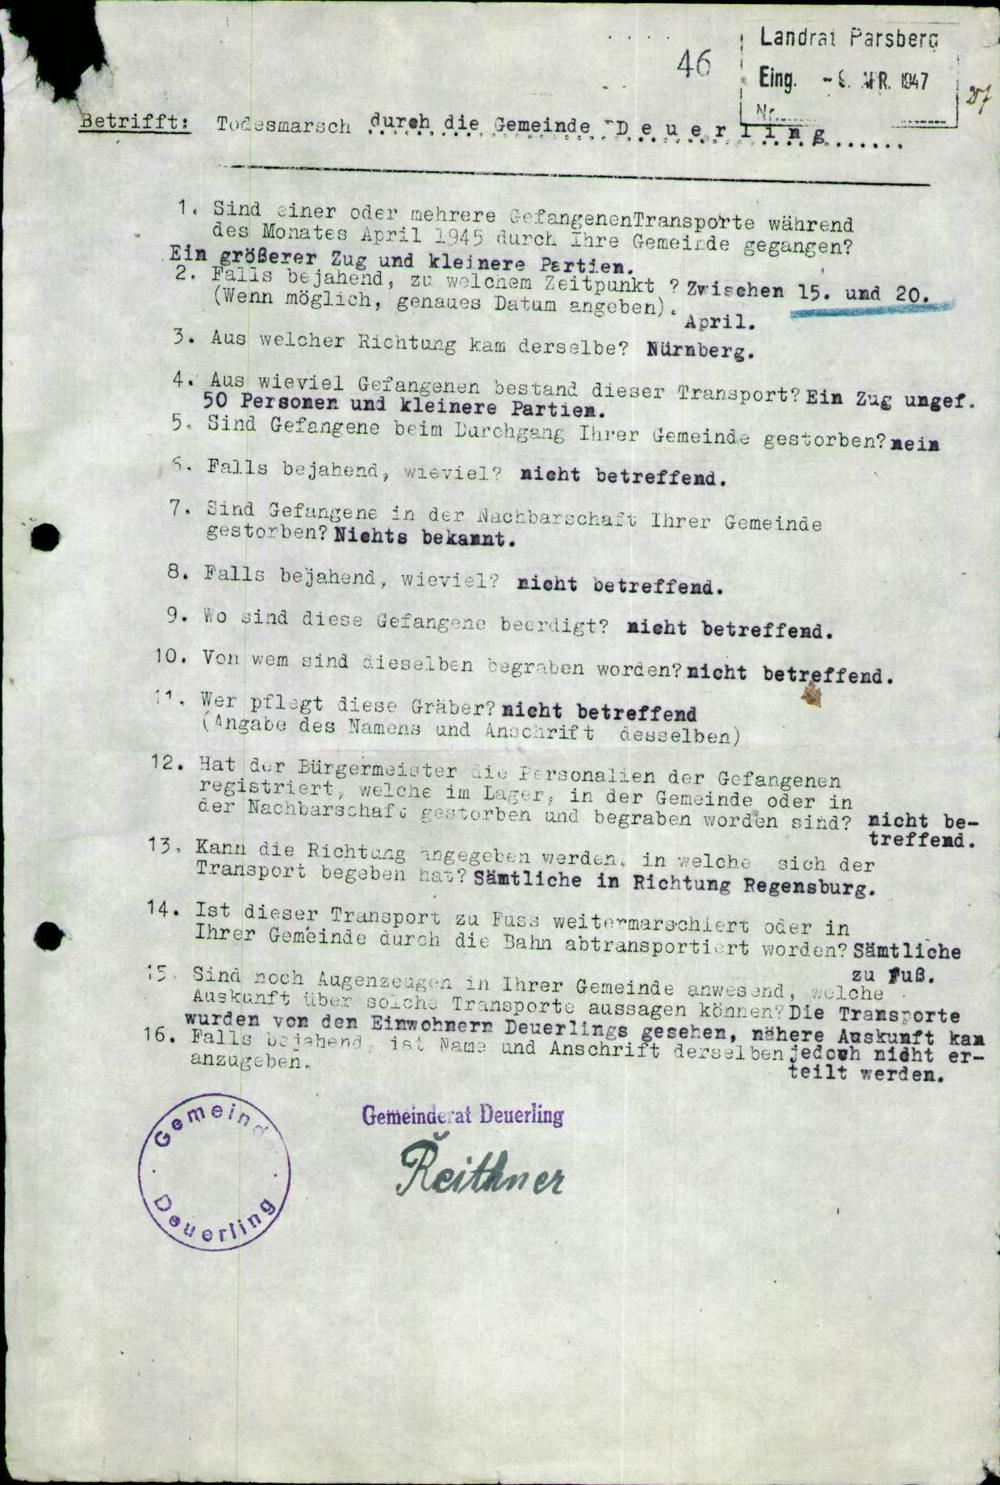 46
Landrat Parsberg
Eing. - 9. APR. 1947
Nr.
27
Betrifft: Todesmarsch durch die Gemeinde D e u e r l i n g
1. Sind einer oder mehrere GefangenenTransporte während
des Monates April 1945 durch Ihre Gemeinde gegangen?
Ein größerer Zug und kleinere Partien.
2. Falls bejahend, zu welchem Zeitpunkt ? Zwischen 15. und 20.
(Wenn möglich, genaues Datum angeben).
April.
3. Aus welcher Richtung kam derselbe? Nürnberg.
4. Aus wieviel Gefangenen bestand dieser Transport? Ein Zug ungef.
50 Personen und kleinere Partien.
5. Sind Gefangene beim Durchgang Ihrer Gemeinde gestorben? nein
6. Falls bejahend, wieviel? nicht betreffend.
7. Sind Gefangene in der Nachbarschaft Ihrer Gemeinde
gestorben? Nichts bekannt.
8. Falls bejahend, wieviel? nicht betreffend.
9. Wo sind diese Gefangene beerdigt? nicht betreffend.
10. Von wem sind dieselben begraben worden? nicht betreffend.
11. Wer pflegt diese Gräber? nicht betreffend
(Angabe des Namens und Anschrift desselben)
12. Hat der Bürgermeister die Personalien der Gefangenen
registriert, welche im Lager, in der Gemeinde oder in
der Nachbarschaft gestorben und begraben worden sind? nicht be-
treffend.
13. Kann die Richtung angegeben werden, in welche sich der
Transport begeben hat? Sämtliche in Richtung Regensburg.
14. Ist dieser Transport zu Fuss weitermarschiert oder in
Ihrer Gemeinde durch die Bahn abtransportiert worden? Sämtliche
zu Fuß.
15. Sind noch Augenzeugen in Ihrer Gemeinde anwesend, welche
Auskunft über solche Transporte aussagen können? Die Transporte
wurden von den Einwohnern Deuerlings gesehen, nähere Auskunft kan
16. Falls bejahend, ist Name und Anschrift derselben jedoch nicht er-
anzugeben.
teilt werden.
Gemeinde Deuerling
Gemeinderat Deuerling
Reithner